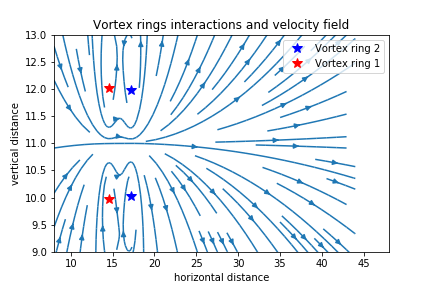 Vortex rings interactions and velocity field
Vortex ring 2
Vortex ring 1
vertical distance
13.0
12.5
12.0
11.5
11.0
10.5
10.0
9.5
9.0
10 15 20 25 30 35 40 45
horizontal distance